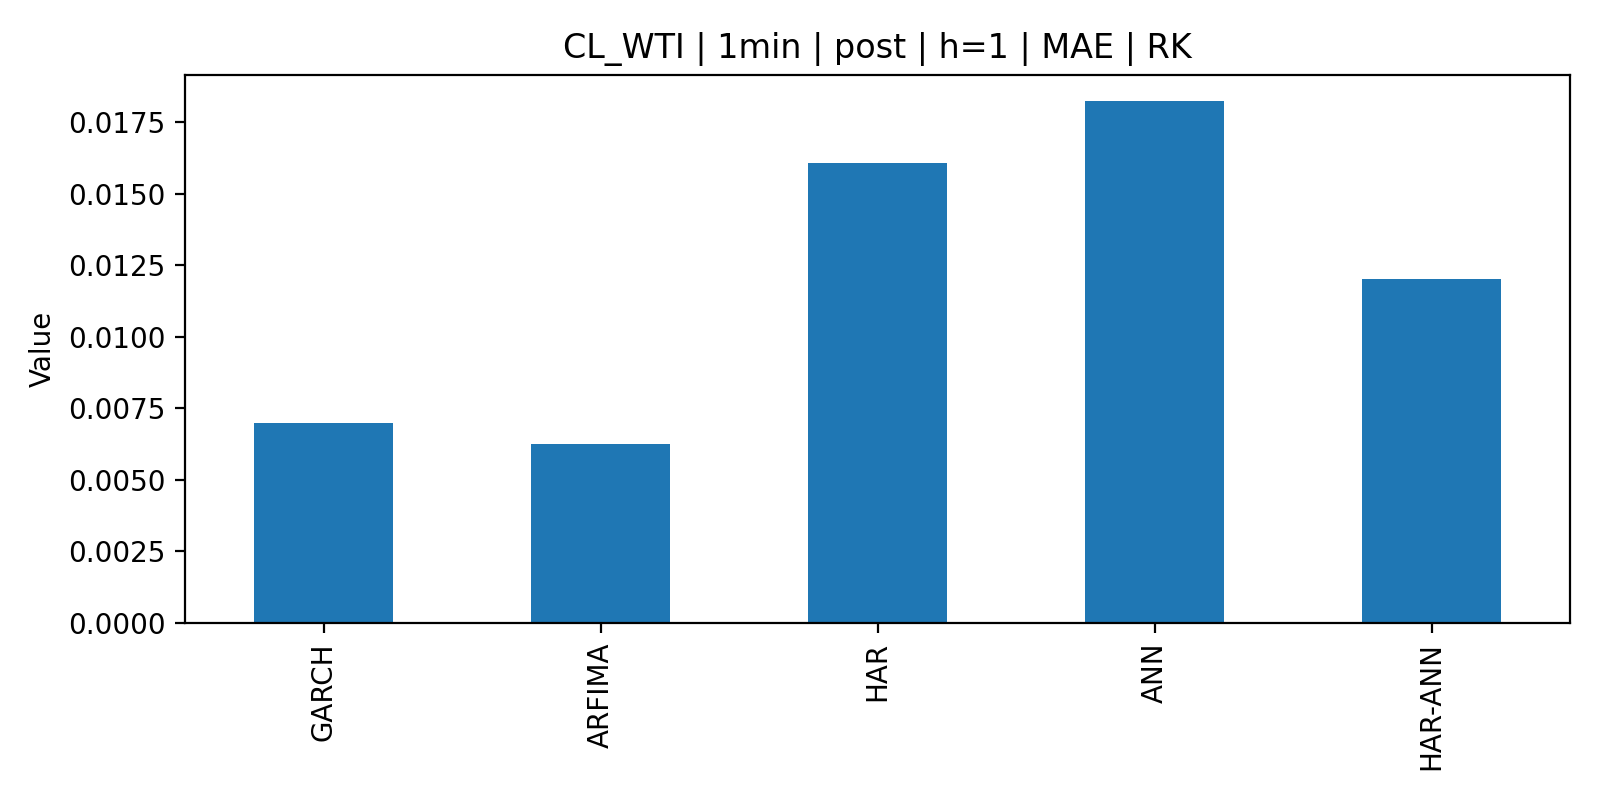 CL_WTI | 1min | post | h=1 | MAE | RK
Value
0.0175
0.0150
0.0125
0.0100
0.0075
0.0050
0.0025
0.0000
GARCH
ARFIMA
HAR
ANN
HAR-ANN